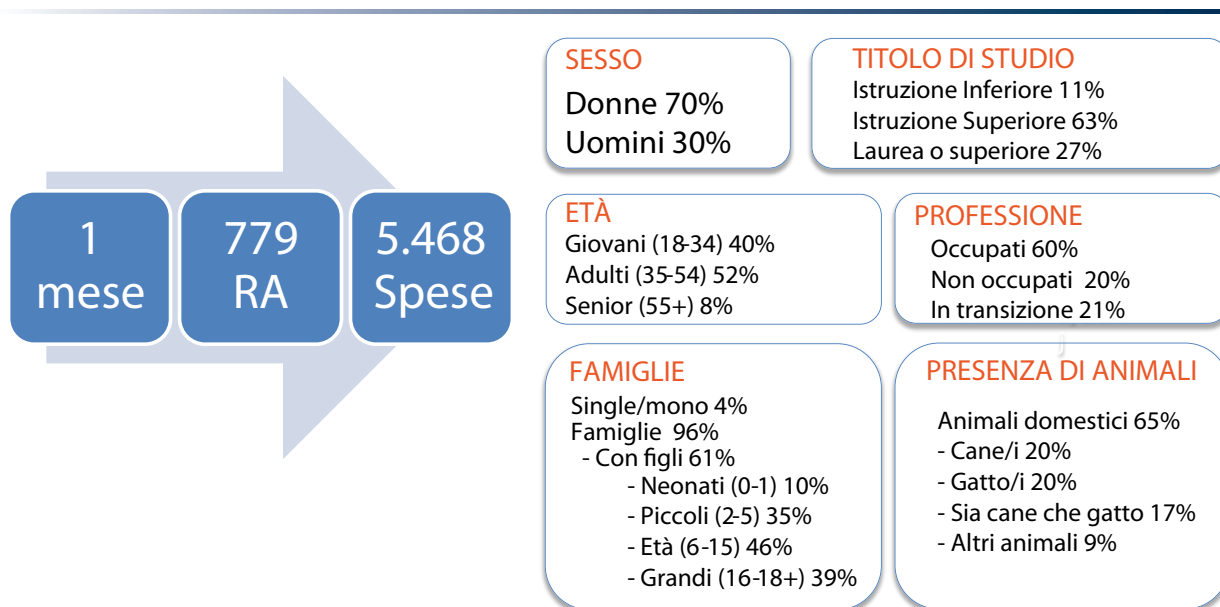 1
mese
779
RA
5.468
Spese
SESSO
Donne 70%
Uomini 30%
TITOLO DI STUDIO
Istruzione Inferiore 11%
Istruzione Superiore 63%
Laurea o superiore 27%
ETÀ
Giovani (18-34) 40%
Adulti (35-54) 52%
Senior (55+) 8%
PROFESSIONE
Occupati 60%
Non occupati 20%
In transizione 21%
FAMIGLIE
Single/mono 4%
Famiglie 96%
- Con figli 61%
- Neonati (0-1) 10%
- Piccoli (2-5) 35%
- Età (6-15) 46%
- Grandi (16-18+) 39%
PRESENZA DI ANIMALI
Animali domestici 65%
- Cane/i 20%
- Gatto/i 20%
- Sia cane che gatto 17%
- Altri animali 9%